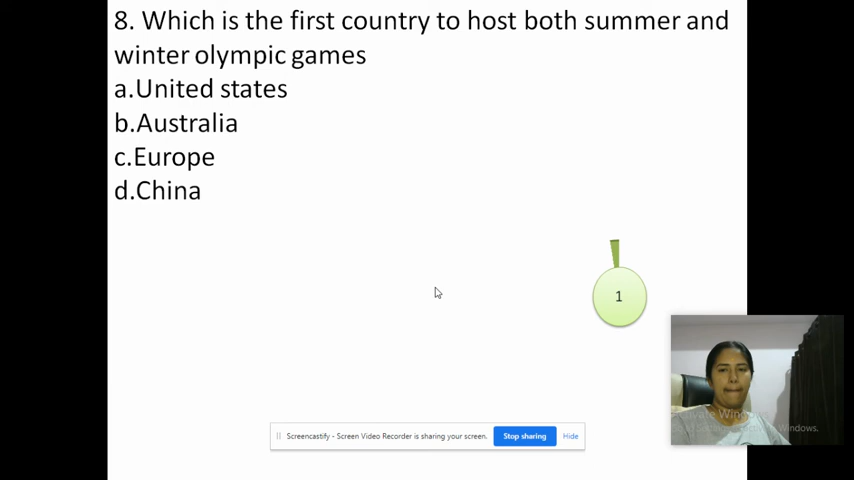 8. Which is the first country to host both summer and
winter olympic games
a.United states
b.Australia
c.Europe
d.China
1
Screencastify - Screen Video Recorder is sharing your screen. Stop sharing Hide